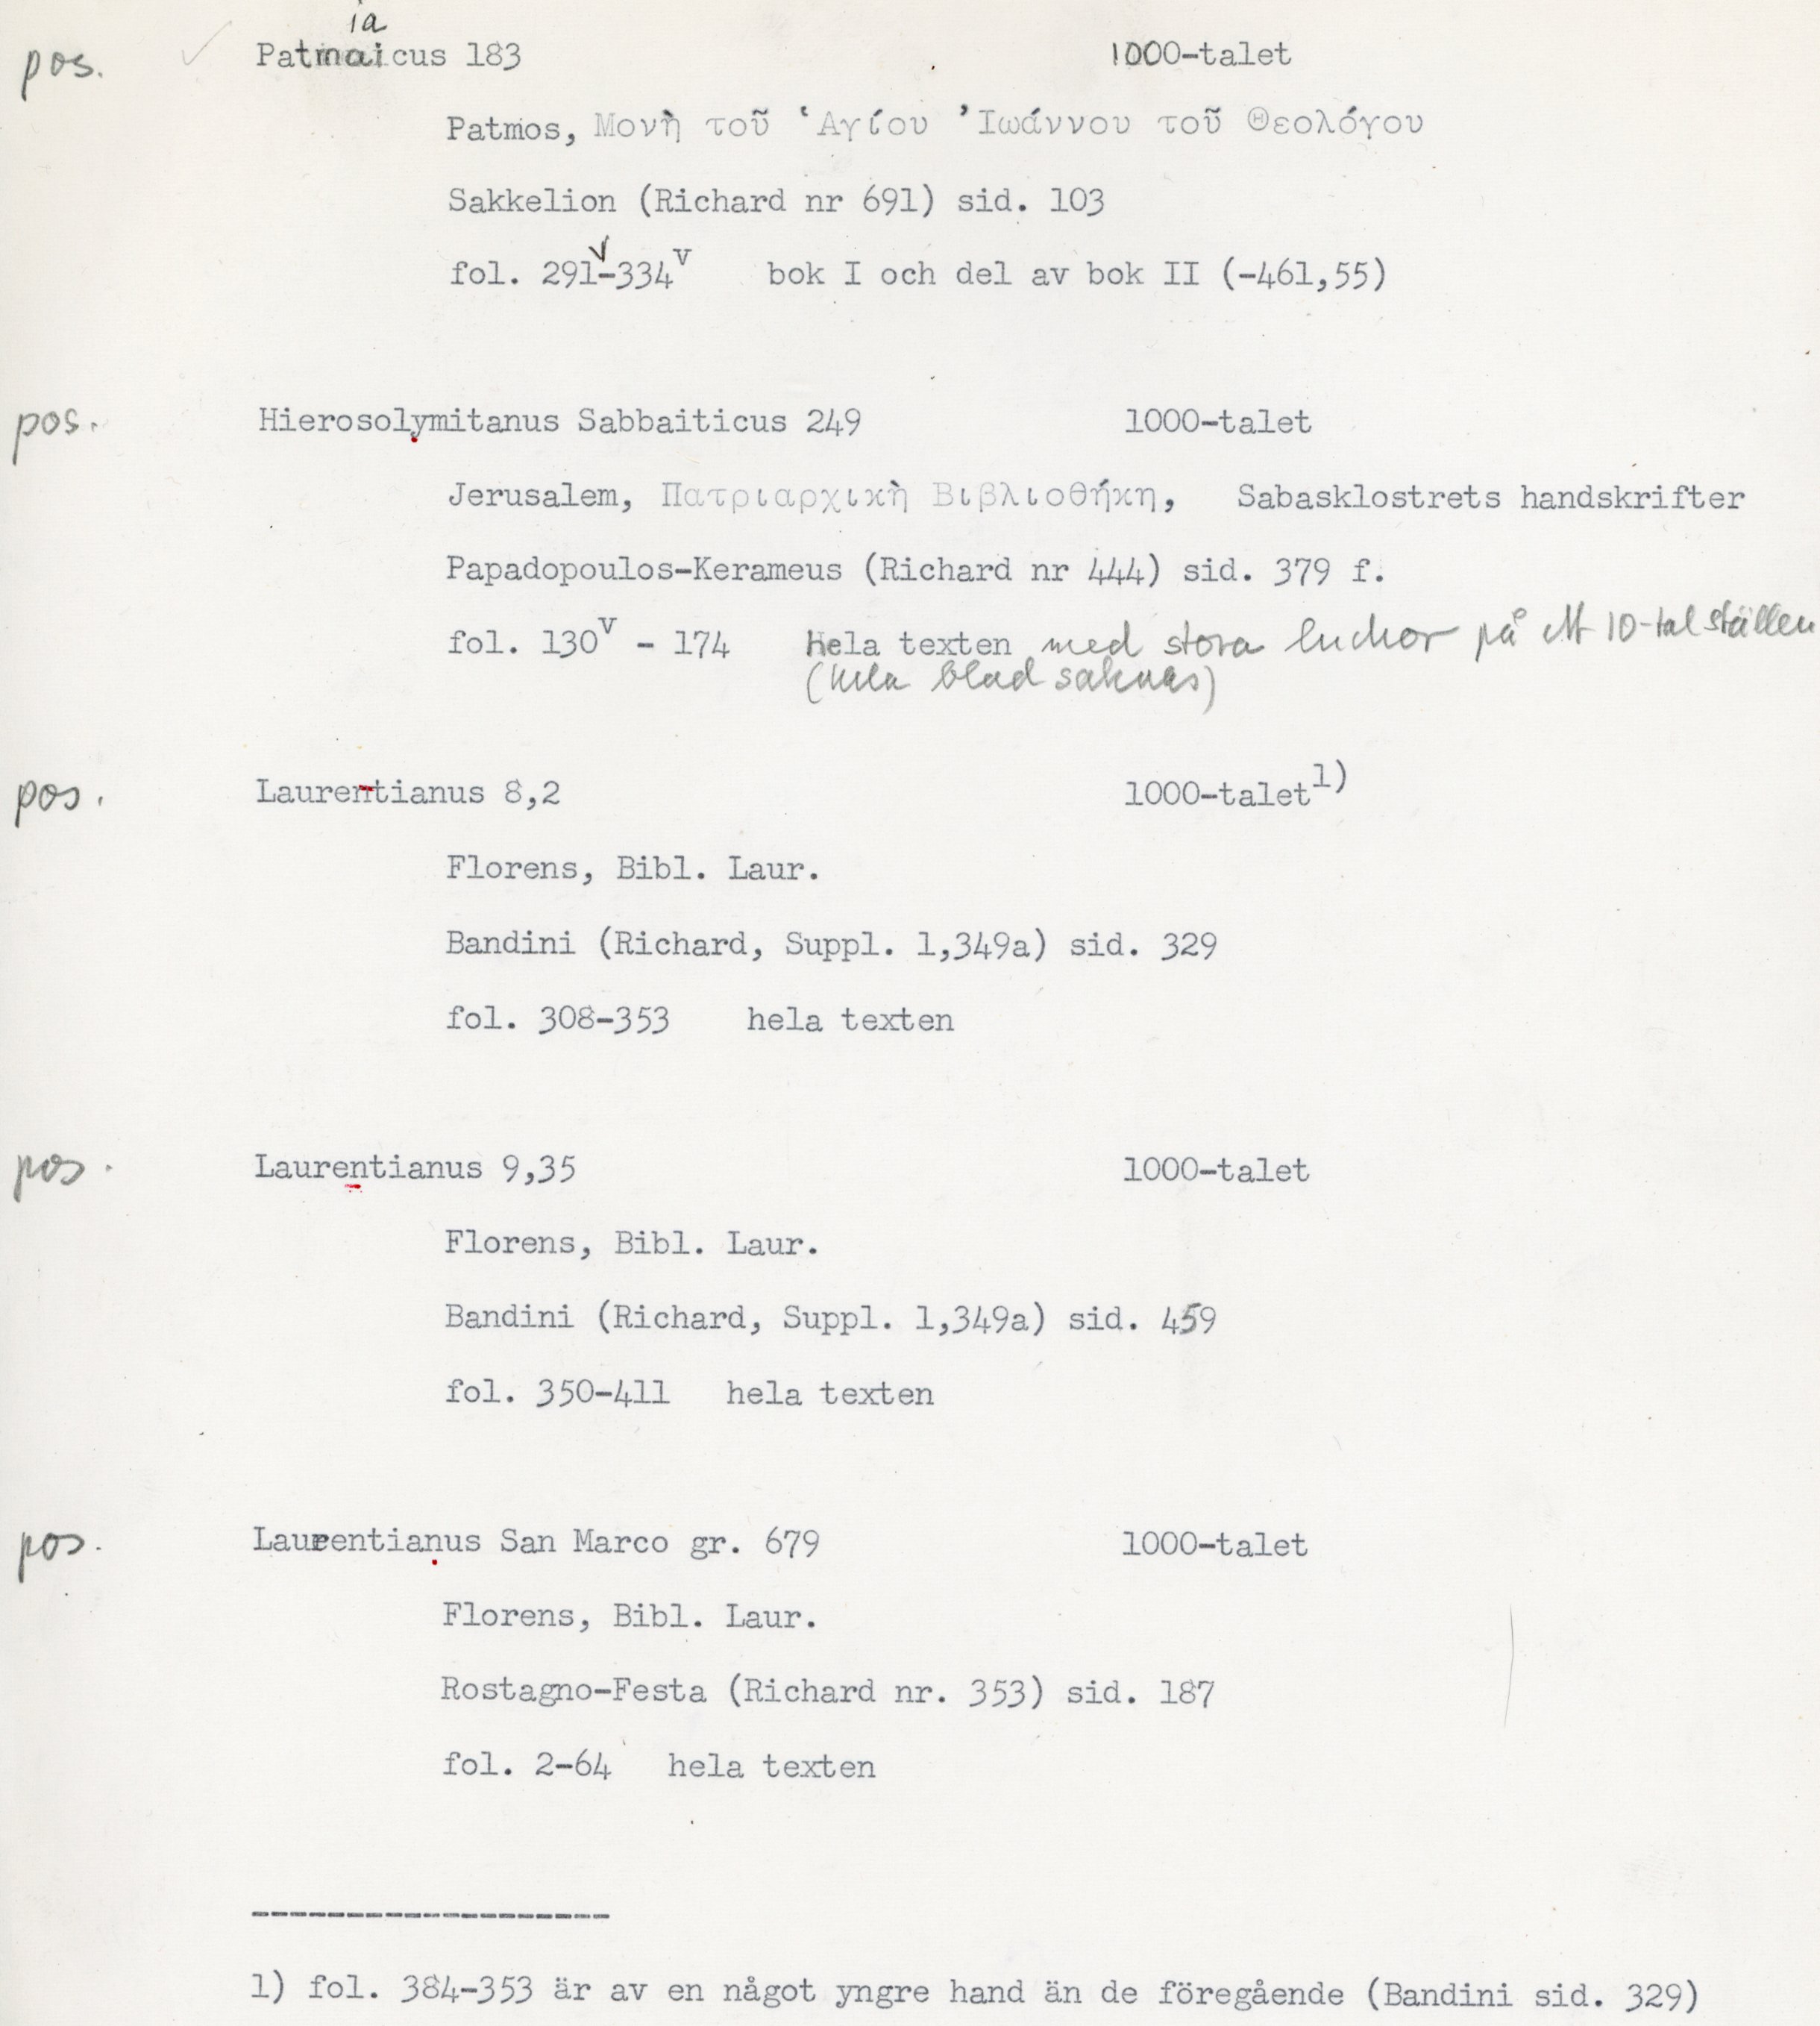 pos. Patmaicus 183 1000-talet
ia
Patmos, Μονὴ τοῦ ʽΑγίου ʼΙωάννου τοῦ Θεολόγου
Sakkelion (Richard nr 691) sid. 103
fol. 291v-334v bok I och del av bok II (-461,55)
pos. Hierosolymitanus Sabbaiticus 249 1000-talet
Jerusalem, Πατριαρχικὴ Βιβλιοθήκη, Sabasklostrets handskrifter
Papadopoulos-Kerameus (Richard nr 444) sid. 379 f.
fol. 130v - 174 hela texten med stora luckor på ett 10-tal ställen
(hela blad saknas)
pos. Laurentianus 8,2 1000-talet1)
Florens, Bibl. Laur.
Bandini (Richard, Suppl. 1,349a) sid. 329
fol. 308-353 hela texten
pos. Laurentianus 9,35 1000-talet
Florens, Bibl. Laur.
Bandini (Richard, Suppl. 1,349a) sid. 459
fol. 350-411 hela texten
pos. Laurentianus San Marco gr. 679 1000-talet
Florens, Bibl. Laur.
Rostagno-Festa (Richard nr. 353) sid. 187
fol. 2-64 hela texten
-------------------
1) fol. 384-353 är av en något yngre hand än de föregående (Bandini sid. 329)